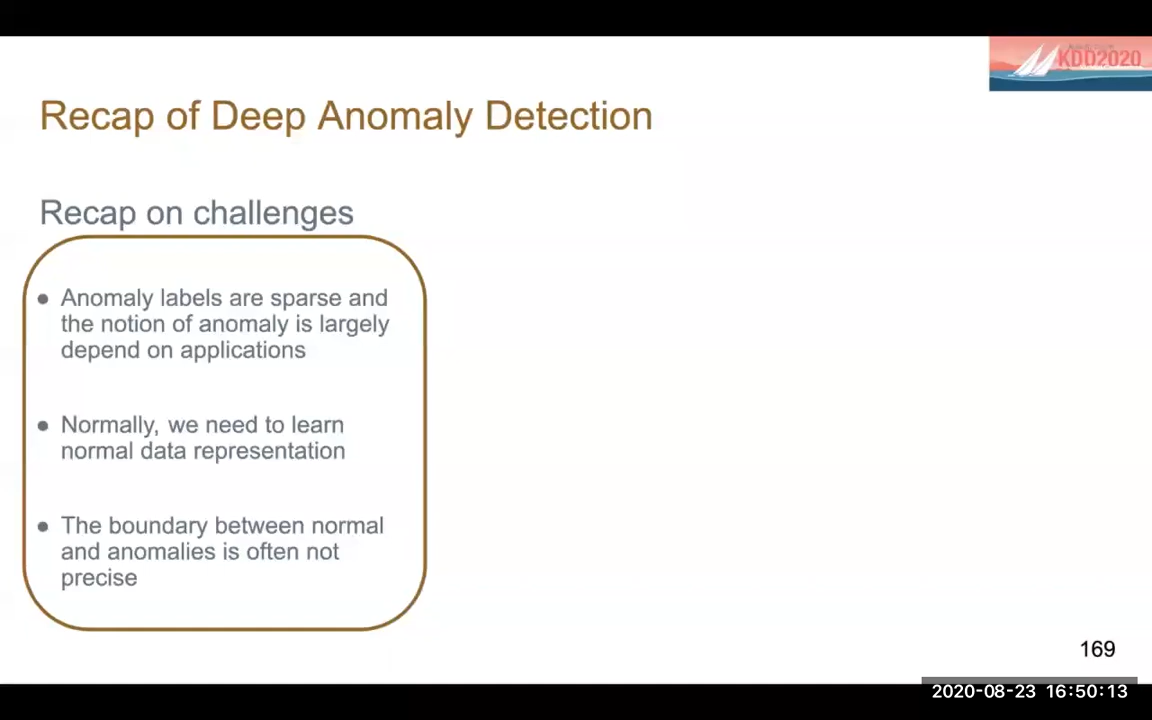 KDD2020
Recap of Deep Anomaly Detection
Recap on challenges
● Anomaly labels are sparse and
the notion of anomaly is largely
depend on applications
● Normally, we need to learn
normal data representation
● The boundary between normal
and anomalies is often not
precise
169
2020-08-23 16:50:13